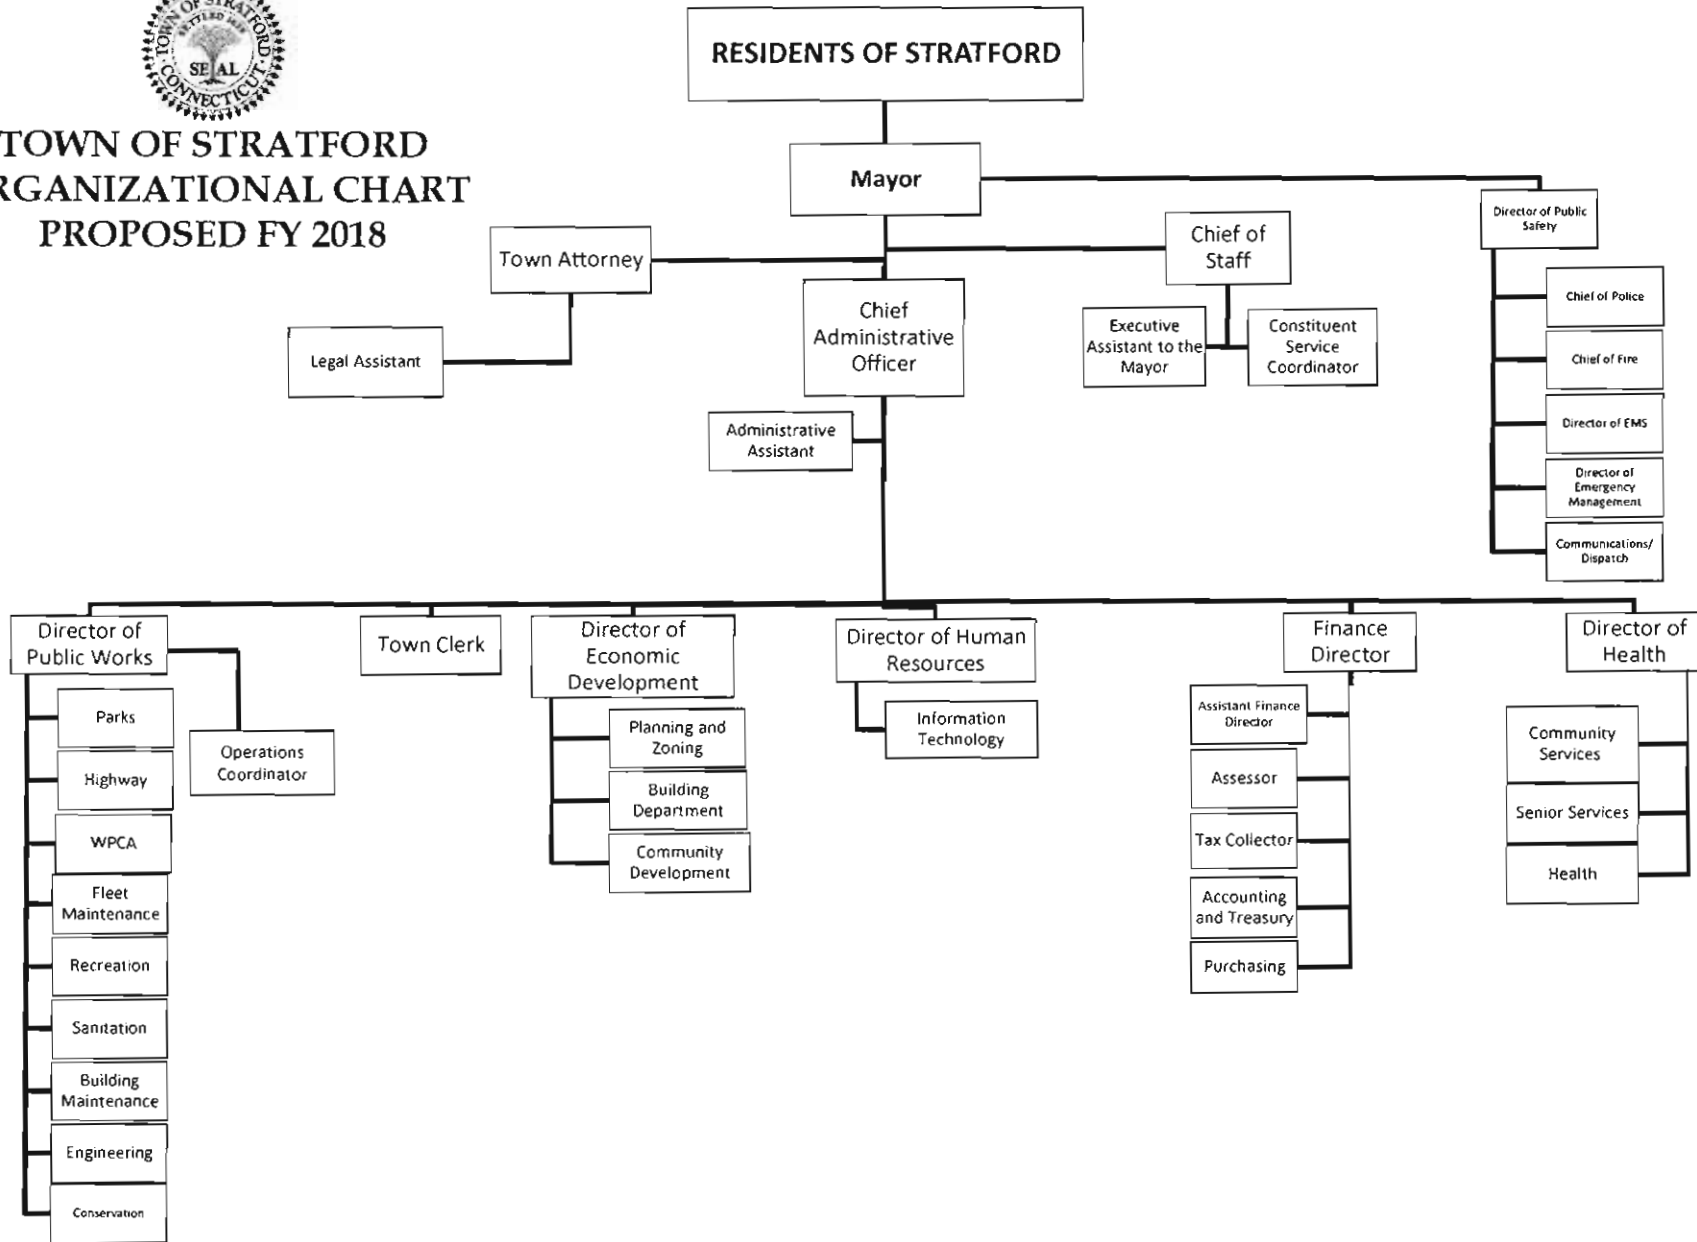 TOWN OF STRATFORD
SETTLED 1639
SEAL
CONNECTICUT
TOWN OF STRATFORD
RGANIZATIONAL CHART
PROPOSED FY 2018
RESIDENTS OF STRATFORD
Mayor
Director of Public
Safety
Town Attorney
Chief of
Staff
Chief
Administrative
Officer
Legal Assistant
Executive
Assistant to the
Mayor
Constituent
Service
Coordinator
Administrative
Assistant
Chief of Police
Chief of Fire
Director of EMS
Director of
Emergency
Management
Communications/
Dispatch
Director of
Public Works
Parks
Highway
WPCA
Fleet
Maintenance
Recreation
Sanitation
Building
Maintenance
Engineering
Conservation
Operations
Coordinator
Town Clerk
Director of
Economic
Development
Planning and
Zoning
Building
Department
Community
Development
Director of Human
Resources
Information
Technology
Finance
Director
Assistant Finance
Director
Assessor
Tax Collector
Accounting
and Treasury
Purchasing
Director of
Health
Community
Services
Senior Services
Health